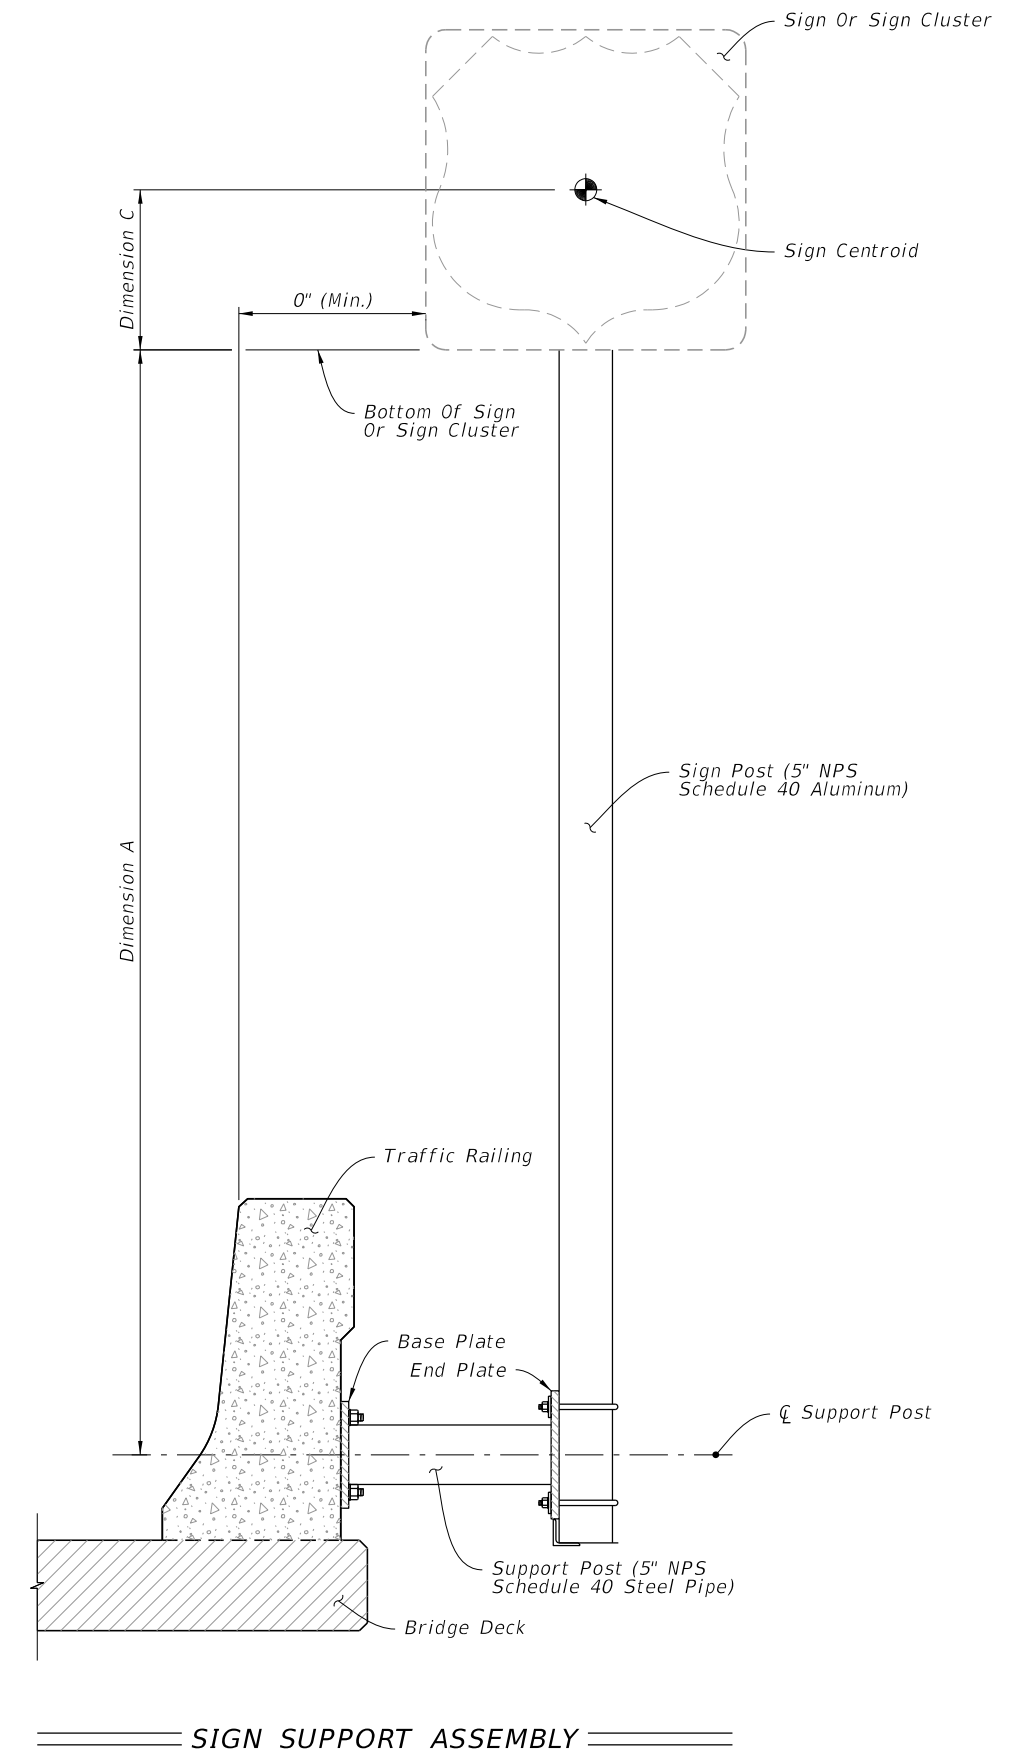 Sign Or Sign Cluster
Dimension C
Sign Centroid
0" (Min.)
Bottom Of Sign
Or Sign Cluster
Sign Post (5" NPS
Schedule 40 Aluminum)
Dimension A
Traffic Railing
Base Plate
End Plate
℄ Support Post
Support Post (5" NPS
Schedule 40 Steel Pipe)
Bridge Deck
SIGN SUPPORT ASSEMBLY